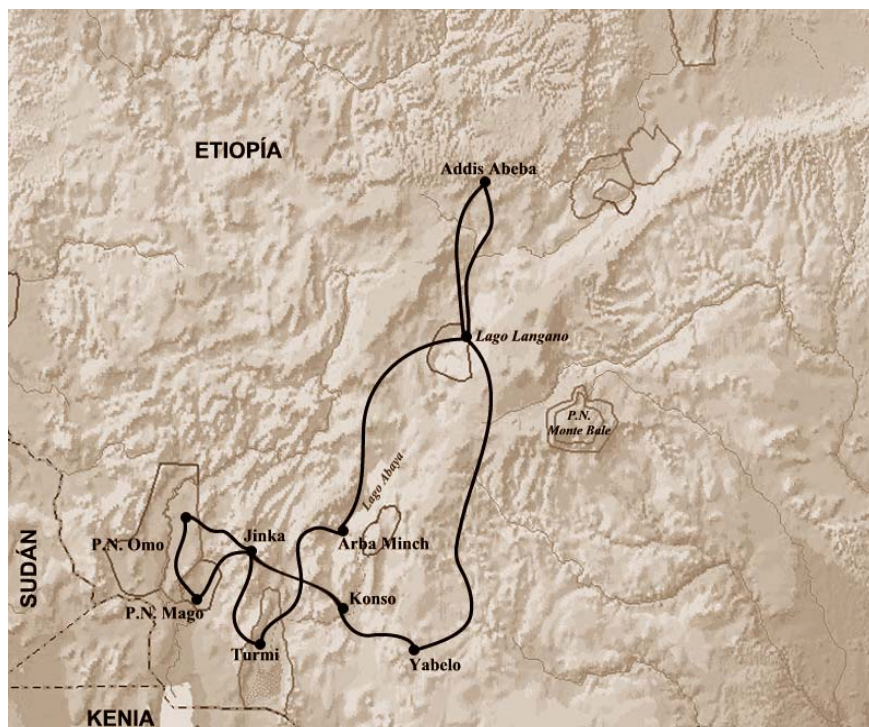 ETIOPÍA
Addis Abeba
Lago Langano
P.N.
Monte Bale
Lago Abaya
Jinka
P.N. Omo
Arba Minch
SUDÁN
P.N. Mago
Konso
Turmi
Yabelo
KENIA